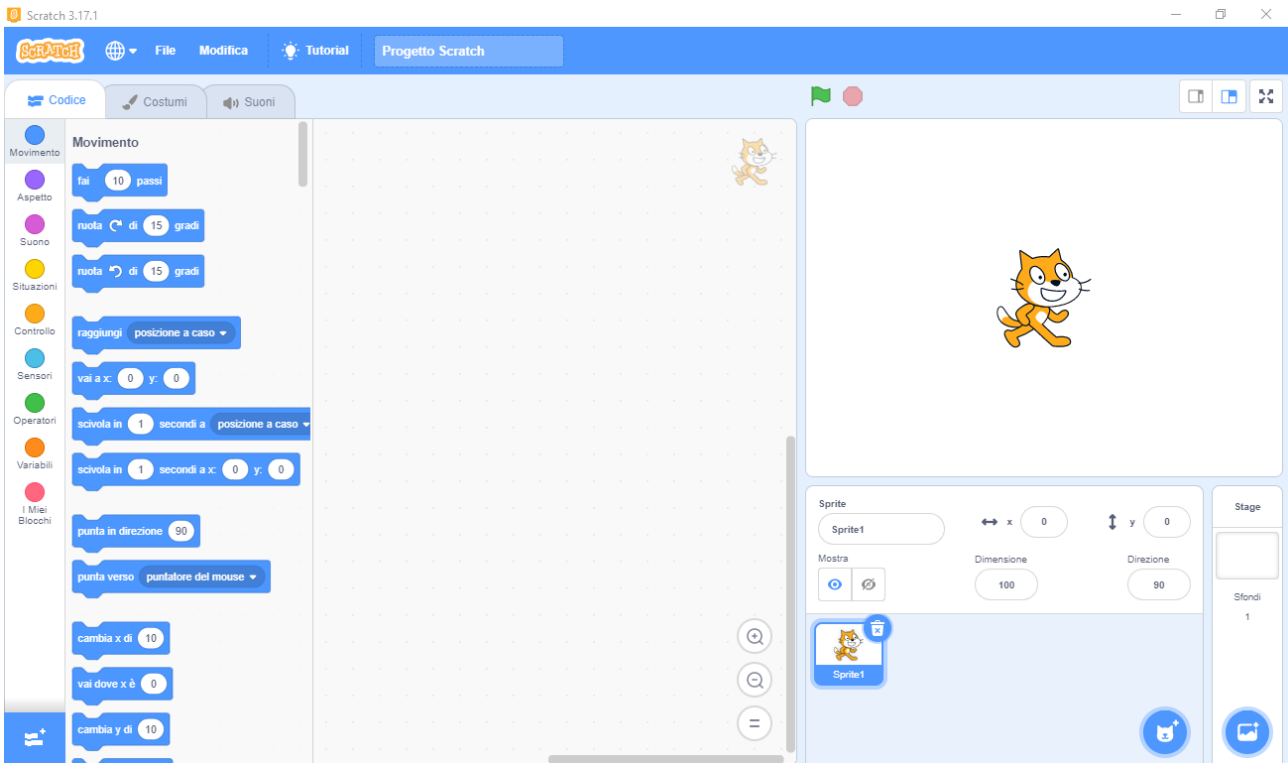 Scratch 3.17.1
SCRATCH File Modifica Tutorial Progetto Scratch
Codice Costumi Suoni
Movimento
Aspetto
Suono
Situazioni
Controllo
Sensori
Operatori
Variabili
I Miei
Blocchi
Movimento
fai 10 passi
ruota di 15 gradi
ruota di 15 gradi
raggiungi posizione a caso
vai a x: 0 y: 0
scivola in 1 secondi a posizione a caso
scivola in 1 secondi a x: 0 y: 0
punta in direzione 90
punta verso puntatore del mouse
cambia x di 10
vai dove x è 0
cambia y di 10
Sprite
Sprite1 x 0 y 0
Mostra Dimensione Direzione
100 90
Sprite1
Stage
Sfondi
1